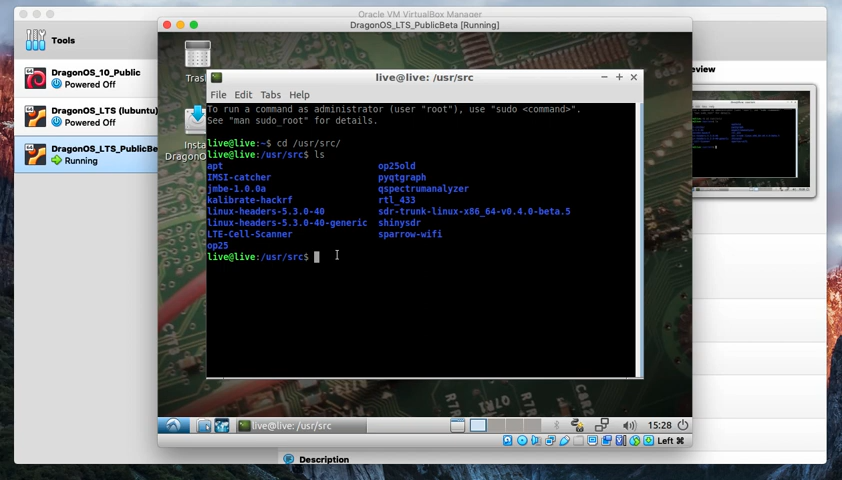 Oracle VM VirtualBox Manager
Tools
DragonOS_10_Public
Powered Off
DragonOS_LTS (lubuntu)
Powered Off
DragonOS_LTS_PublicBe
Running
DragonOS_LTS_PublicBeta [Running]
Trash
Insta
DragonO
live@live: /usr/src
File Edit Tabs Help
To run a command as administrator (user "root"), use "sudo <command>".
See "man sudo_root" for details.
live@live:~$ cd /usr/src/
live@live:/usr/src$ ls
apt op25old
IMSI-catcher pyqtgraph
jmbe-1.0.0a qspectrumanalyzer
kalibrate-hackrf rtl_433
linux-headers-5.3.0-40 sdr-trunk-linux-x86_64-v0.4.0-beta.5
linux-headers-5.3.0-40-generic shinysdr
LTE-Cell-Scanner sparrow-wifi
op25
live@live:/usr/src$
live@live: /usr/src
15:28
Left ⌘
eview
Description